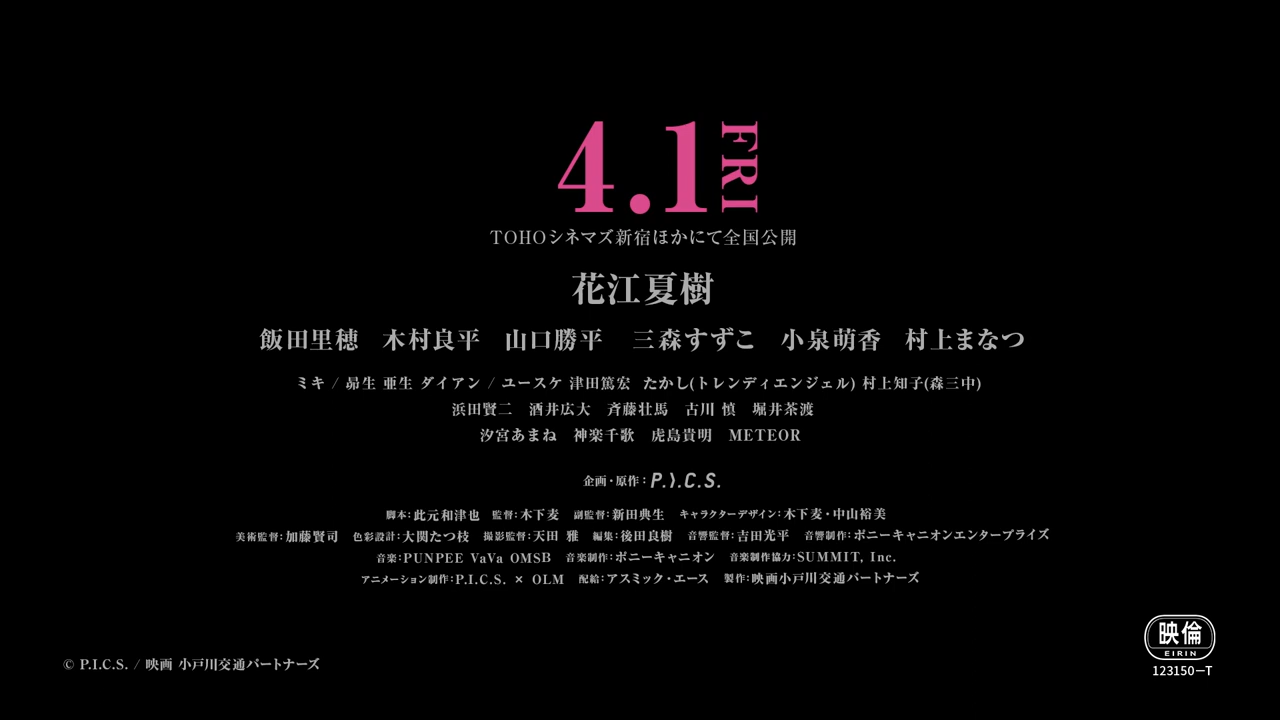 4.1 FRI
TOHOシネマズ新宿ほかにて全国公開
花江夏樹
飯田里穂　木村良平　山口勝平　三森すずこ　小泉萌香　村上まなつ
ミキ / 昴生 亜生 ダイアン / ユースケ 津田篤宏 たかし(トレンディエンジェル) 村上知子(森三中)
浜田賢二　酒井広大　斉藤壮馬　古川 慎　堀井茶渡
汐宮あまね　神楽千歌　虎島貴明　METEOR
企画・原作：P.I.C.S.
脚本：此元和津也　監督：木下麦　副監督：新田典生　キャラクターデザイン：木下麦・中山裕美
美術監督：加藤賢司　色彩設計：大関たつ枝　撮影監督：天田 雅　編集：後田良樹　音響監督：吉田光平　音響制作：ポニーキャニオンエンタープライズ
音楽：PUNPEE VaVa OMSB　音楽制作：ポニーキャニオン　音楽制作協力：SUMMIT, Inc.
アニメーション制作：P.I.C.S. × OLM　配給：アスミック・エース　製作：映画小戸川交通パートナーズ
© P.I.C.S. / 映画 小戸川交通パートナーズ
映倫
EIRIN
123150－T